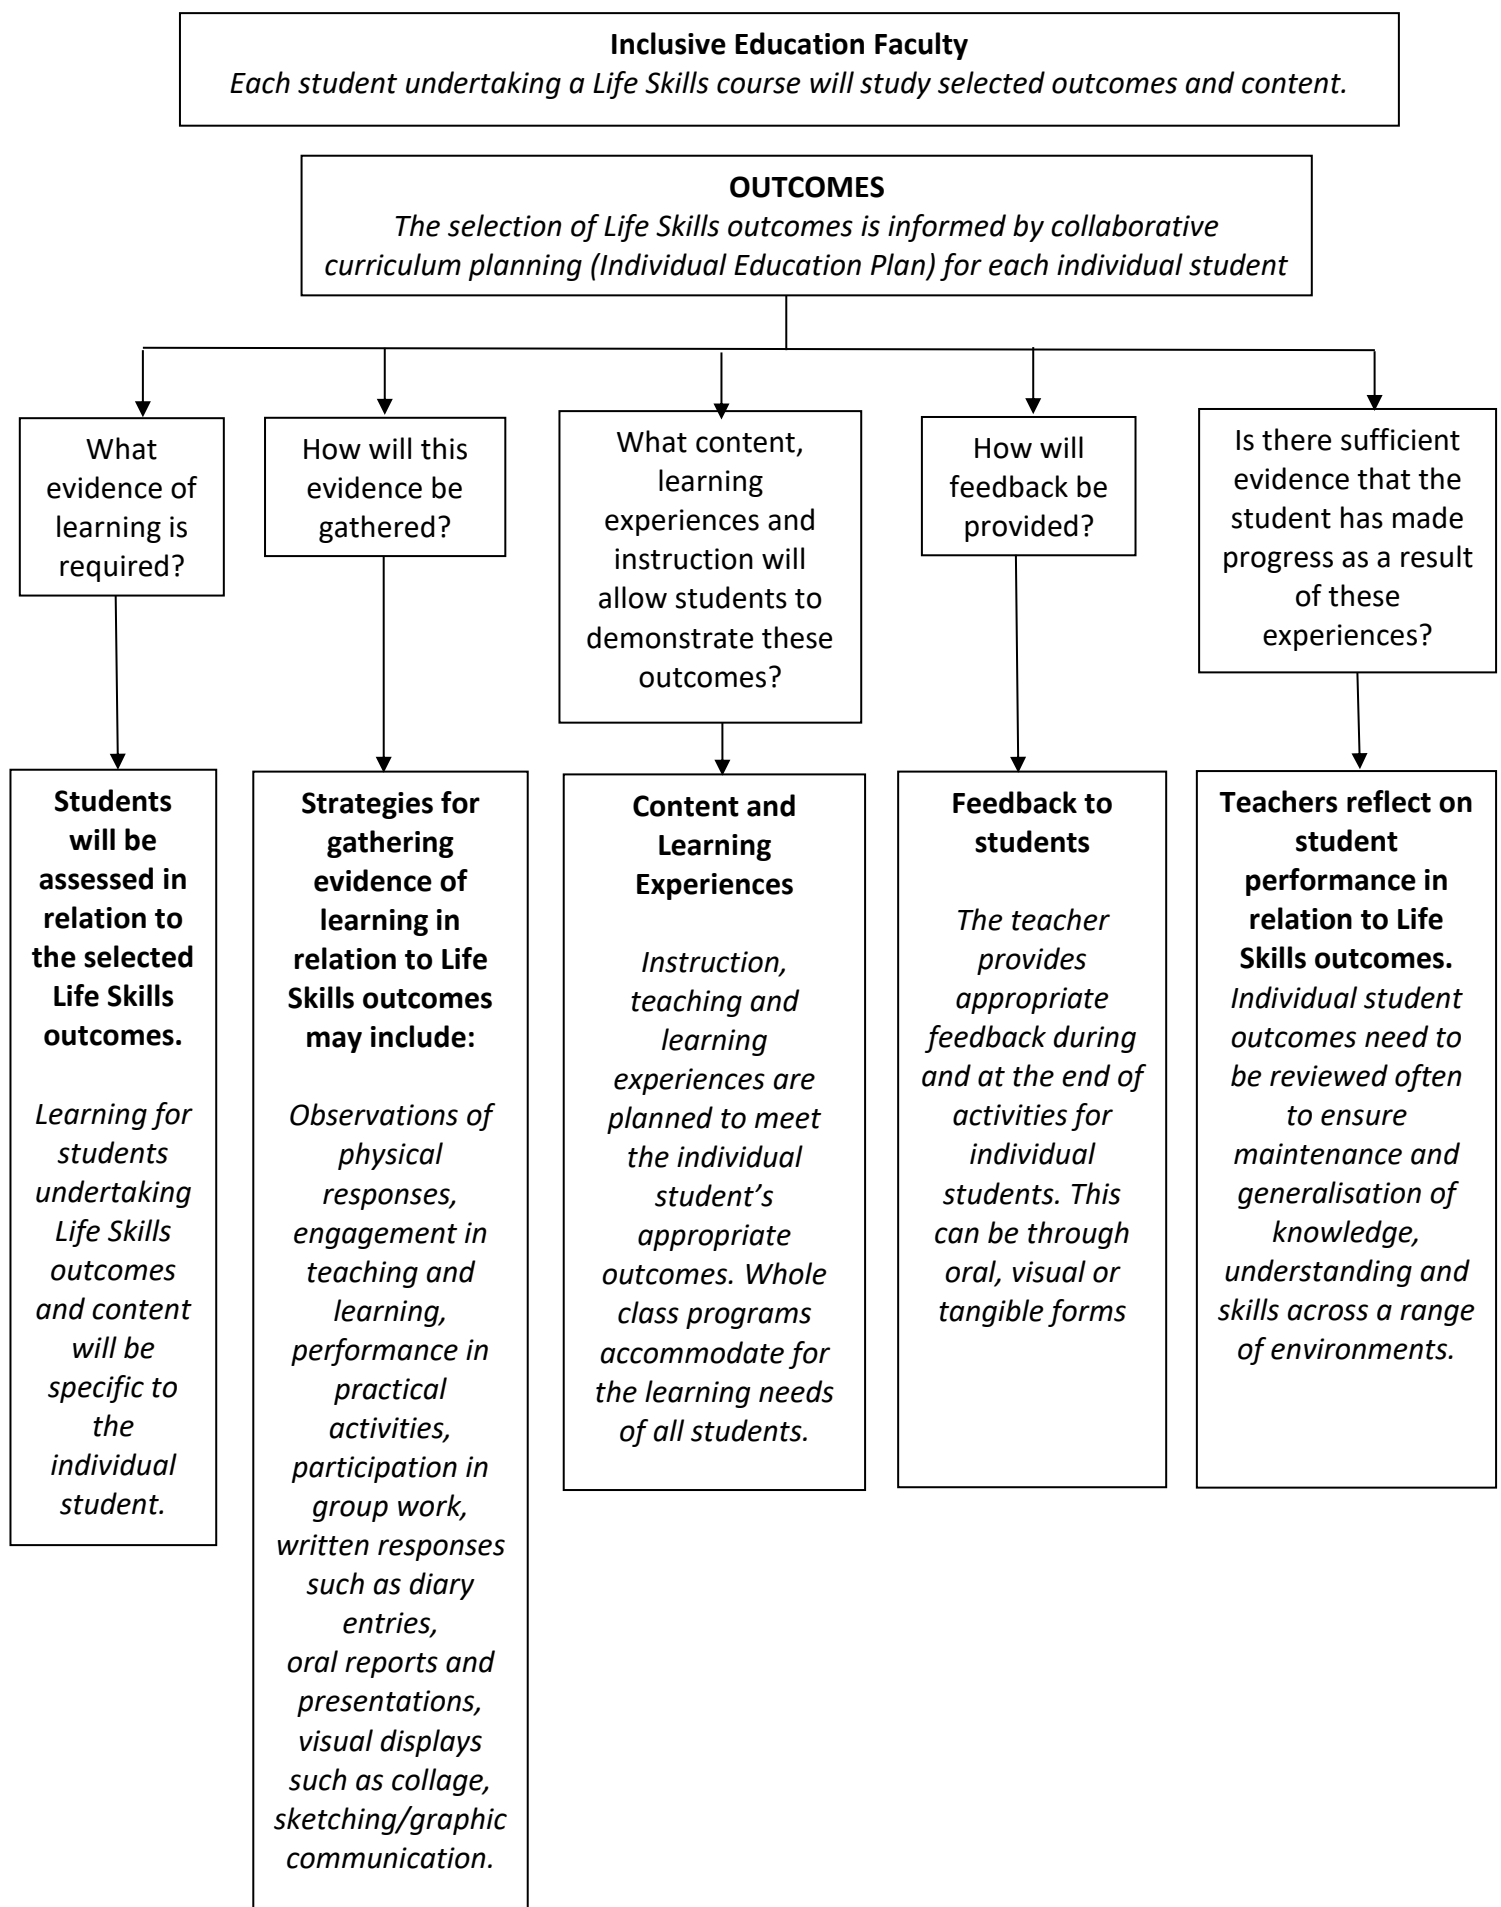 Inclusive Education Faculty
Each student undertaking a Life Skills course will study selected outcomes and content.
OUTCOMES
The selection of Life Skills outcomes is informed by collaborative
curriculum planning (Individual Education Plan) for each individual student
What
evidence of
learning is
required?
How will this
evidence be
gathered?
What content,
learning
experiences and
instruction will
allow students to
demonstrate these
outcomes?
How will
feedback be
provided?
Is there sufficient
evidence that the
student has made
progress as a result
of these
experiences?
Students
will be
assessed in
relation to
the selected
Life Skills
outcomes.
Learning for
students
undertaking
Life Skills
outcomes
and content
will be
specific to
the
individual
student.
Strategies for
gathering
evidence of
learning in
relation to Life
Skills outcomes
may include:
Observations of
physical
responses,
engagement in
teaching and
learning,
performance in
practical
activities,
participation in
group work,
written responses
such as diary
entries,
oral reports and
presentations,
visual displays
such as collage,
sketching/graphic
communication.
Content and
Learning
Experiences
Instruction,
teaching and
learning
experiences are
planned to meet
the individual
student’s
appropriate
outcomes. Whole
class programs
accommodate for
the learning needs
of all students.
Feedback to
students
The teacher
provides
appropriate
feedback during
and at the end of
activities for
individual
students. This
can be through
oral, visual or
tangible forms
Teachers reflect on
student
performance in
relation to Life
Skills outcomes.
Individual student
outcomes need to
be reviewed often
to ensure
maintenance and
generalisation of
knowledge,
understanding and
skills across a range
of environments.